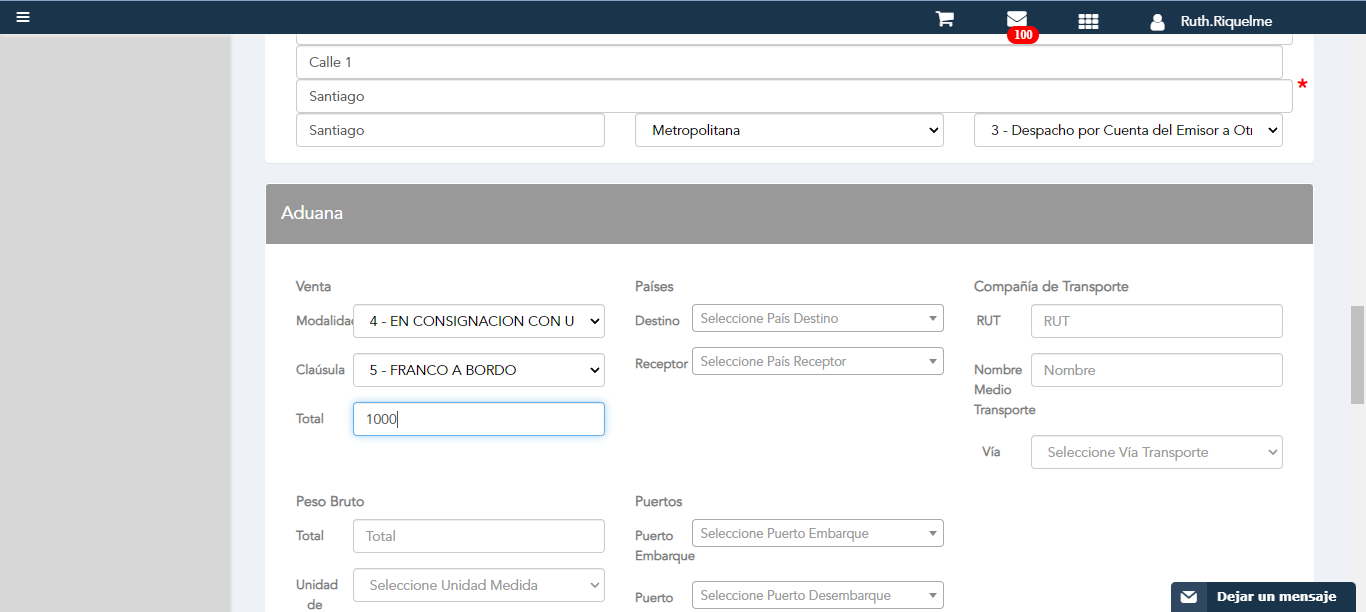 Ruth.Riquelme
100
Calle 1
Santiago
*
Santiago
Metropolitana
3 - Despacho por Cuenta del Emisor a Otr
Aduana
Venta
Modalidad
4 - EN CONSIGNACION CON U
Claúsula
5 - FRANCO A BORDO
Total
1000
Países
Destino
Seleccione País Destino
Receptor
Seleccione País Receptor
Compañía de Transporte
RUT
RUT
Nombre
Medio
Transporte
Nombre
Vía
Seleccione Vía Transporte
Peso Bruto
Total
Total
Unidad
de
Seleccione Unidad Medida
Puertos
Puerto
Embarque
Seleccione Puerto Embarque
Puerto
Seleccione Puerto Desembarque
Dejar un mensaje